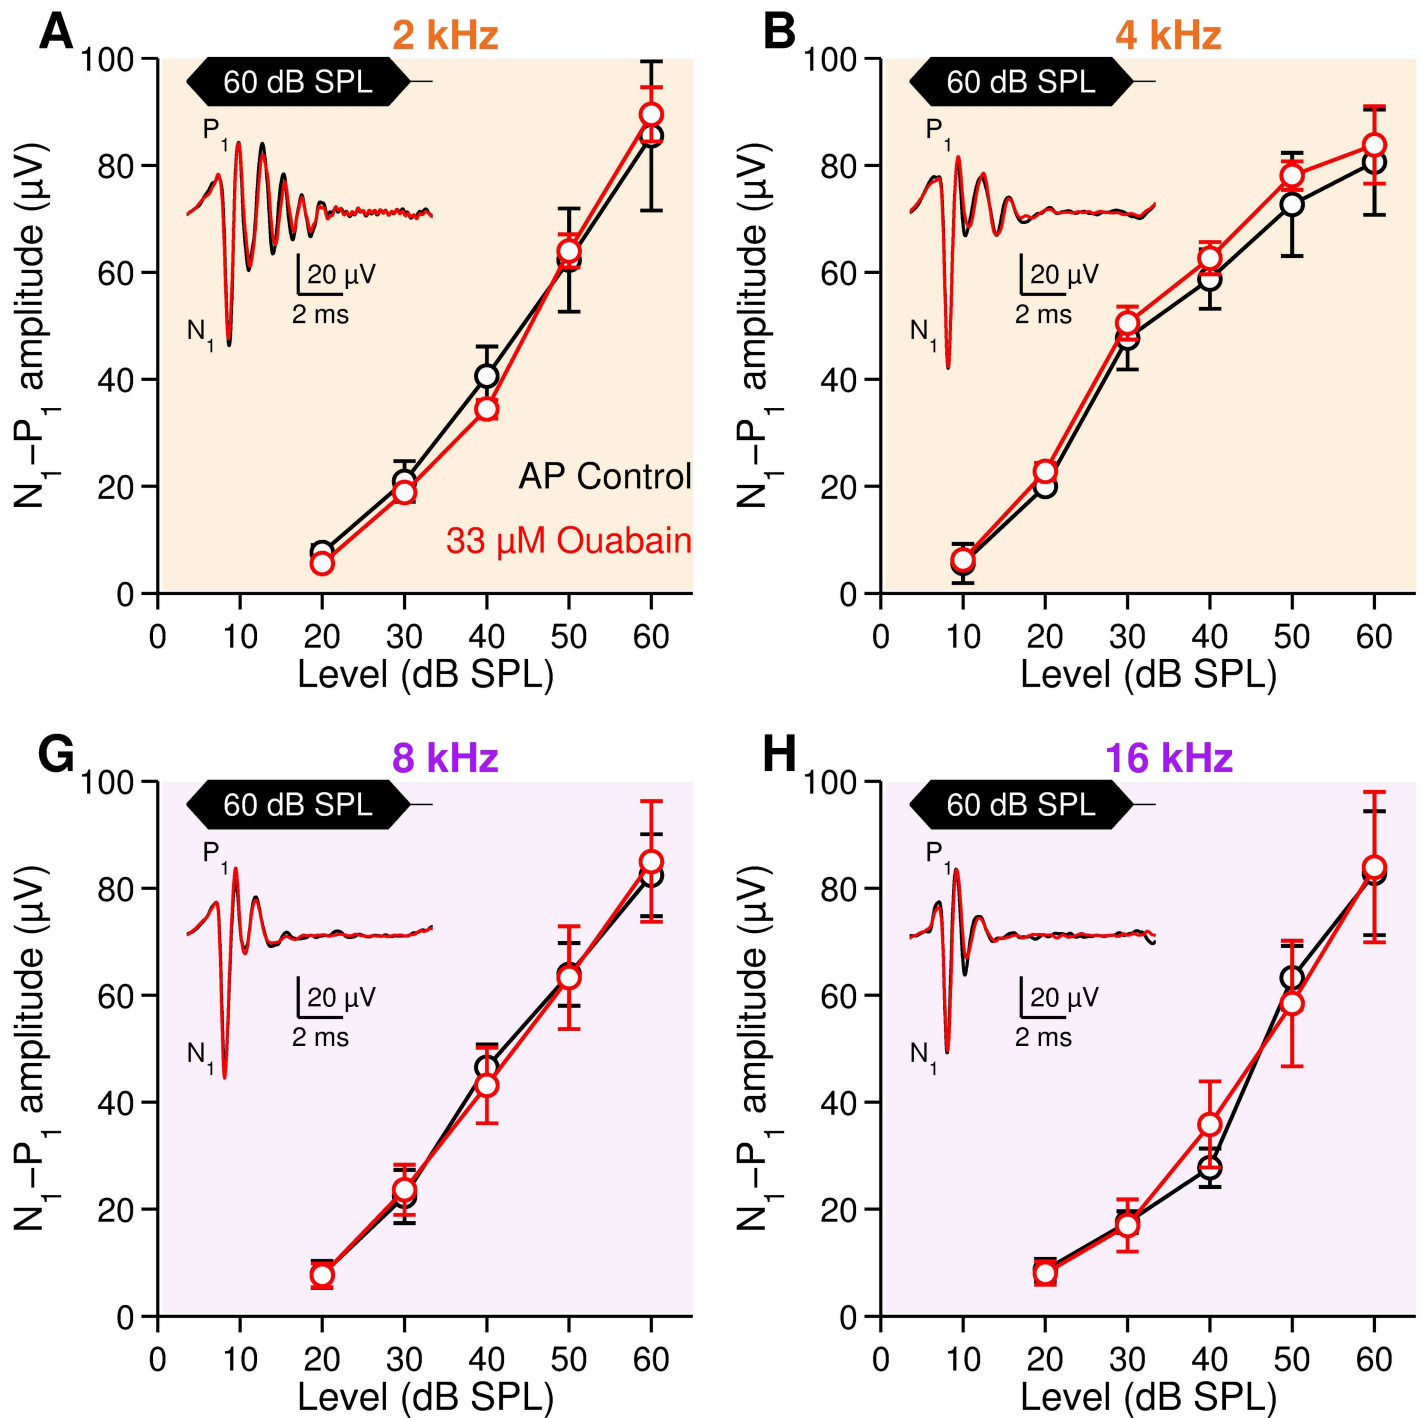 A
2 kHz
60 dB SPL
P1
N1
20 µV
2 ms
AP Control
33 µM Ouabain
100
80
60
40
20
0
N1–P1 amplitude (µV)
0 10 20 30 40 50 60
Level (dB SPL)
B
4 kHz
60 dB SPL
P1
N1
20 µV
2 ms
100
80
60
40
20
0
N1–P1 amplitude (µV)
0 10 20 30 40 50 60
Level (dB SPL)
G
8 kHz
60 dB SPL
P1
N1
20 µV
2 ms
100
80
60
40
20
0
N1–P1 amplitude (µV)
0 10 20 30 40 50 60
Level (dB SPL)
H
16 kHz
60 dB SPL
P1
N1
20 µV
2 ms
100
80
60
40
20
0
N1–P1 amplitude (µV)
0 10 20 30 40 50 60
Level (dB SPL)